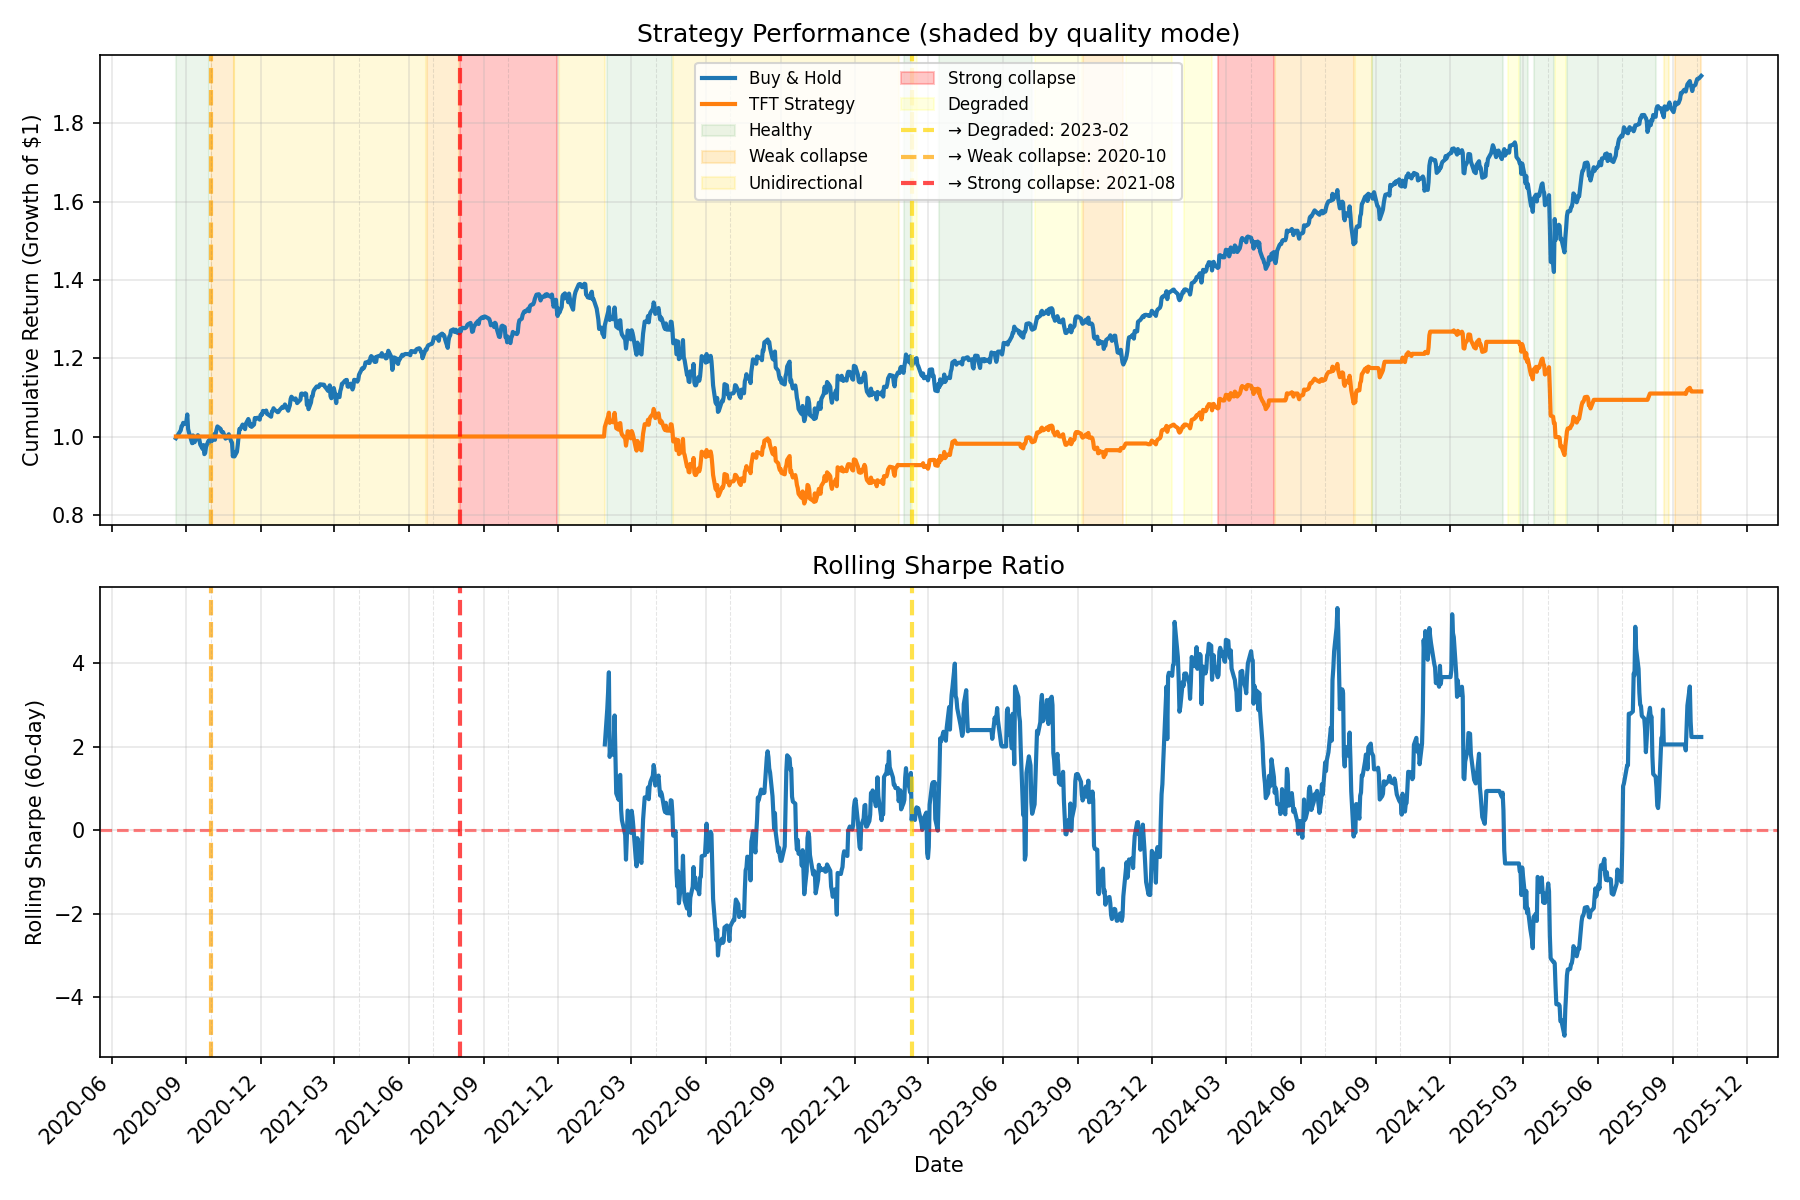 Strategy Performance (shaded by quality mode)
Cumulative Return (Growth of $1)
1.8
1.6
1.4
1.2
1.0
0.8
Buy & Hold
TFT Strategy
Healthy
Weak collapse
Unidirectional
Strong collapse
Degraded
→ Degraded: 2023-02
→ Weak collapse: 2020-10
→ Strong collapse: 2021-08
Rolling Sharpe Ratio
Rolling Sharpe (60-day)
4
2
0
−2
−4
2020-06
2020-09
2020-12
2021-03
2021-06
2021-09
2021-12
2022-03
2022-06
2022-09
2022-12
2023-03
2023-06
2023-09
2023-12
2024-03
2024-06
2024-09
2024-12
2025-03
2025-06
2025-09
2025-12
Date